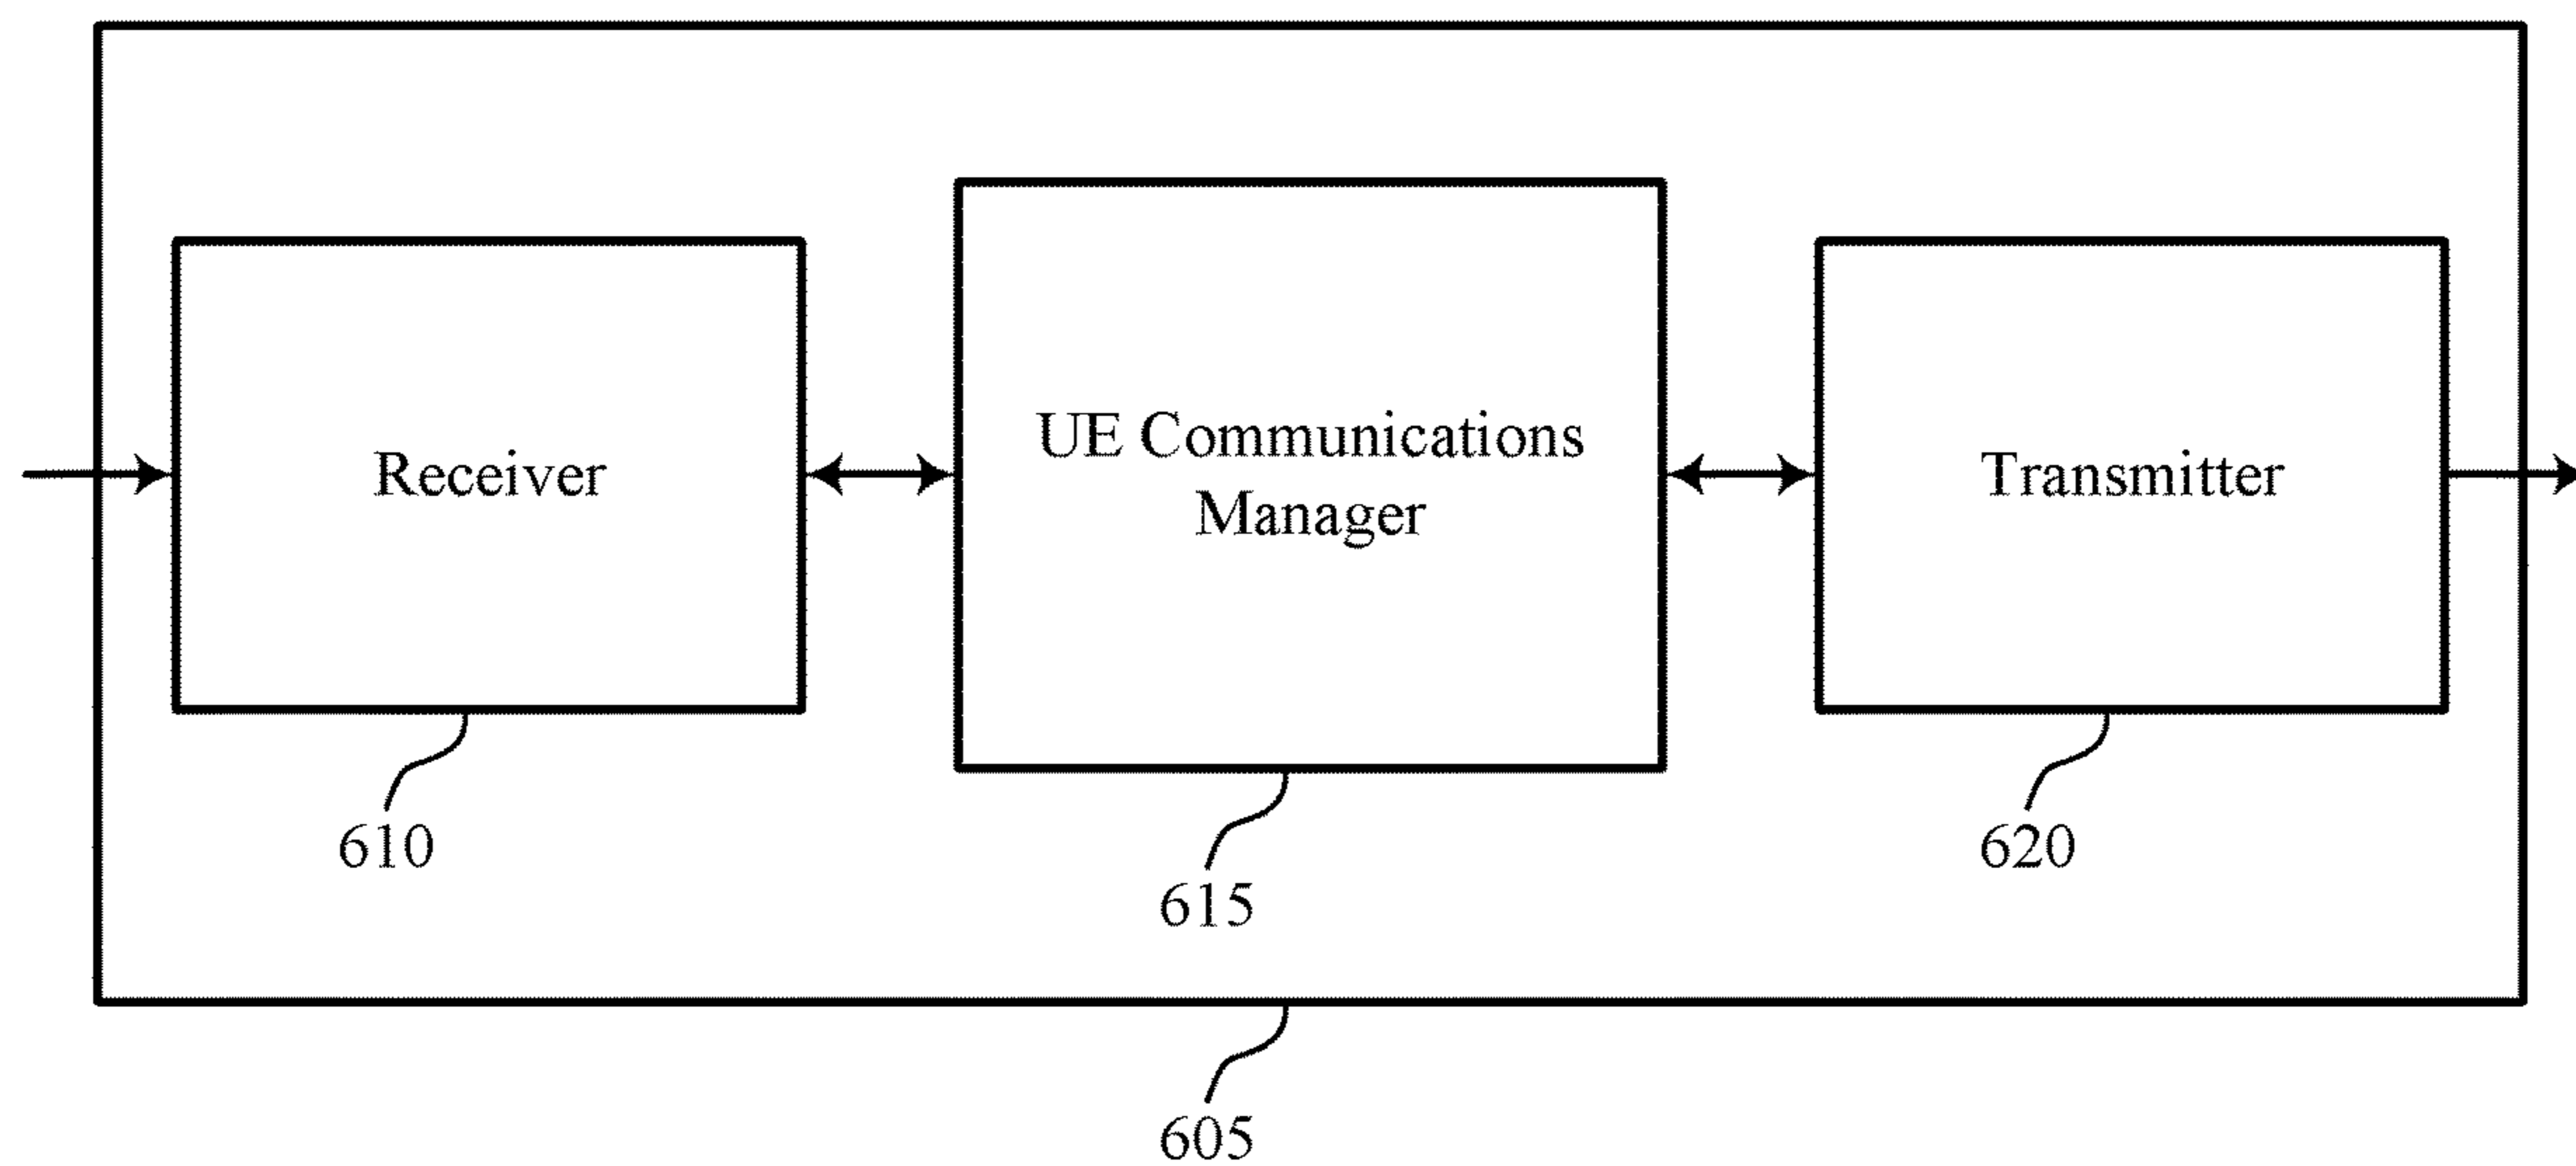 Receiver
UE Communications
Manager
Transmitter
610
615
620
605